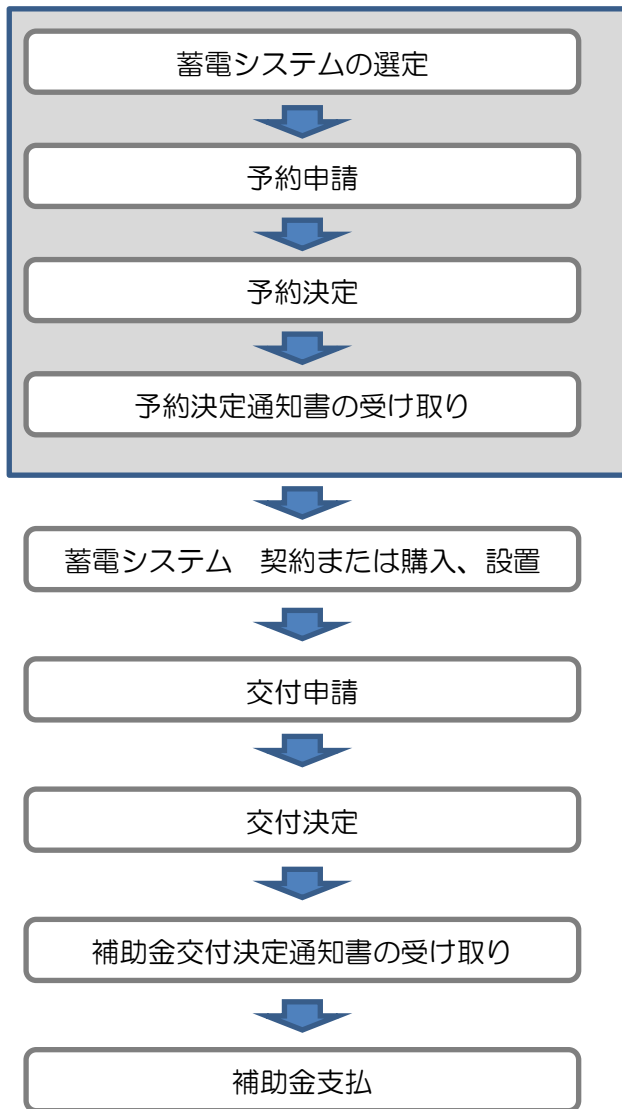 蓄電システムの選定
予約申請
予約決定
予約決定通知書の受け取り
蓄電システム　契約または購入、設置
交付申請
交付決定
補助金交付決定通知書の受け取り
補助金支払